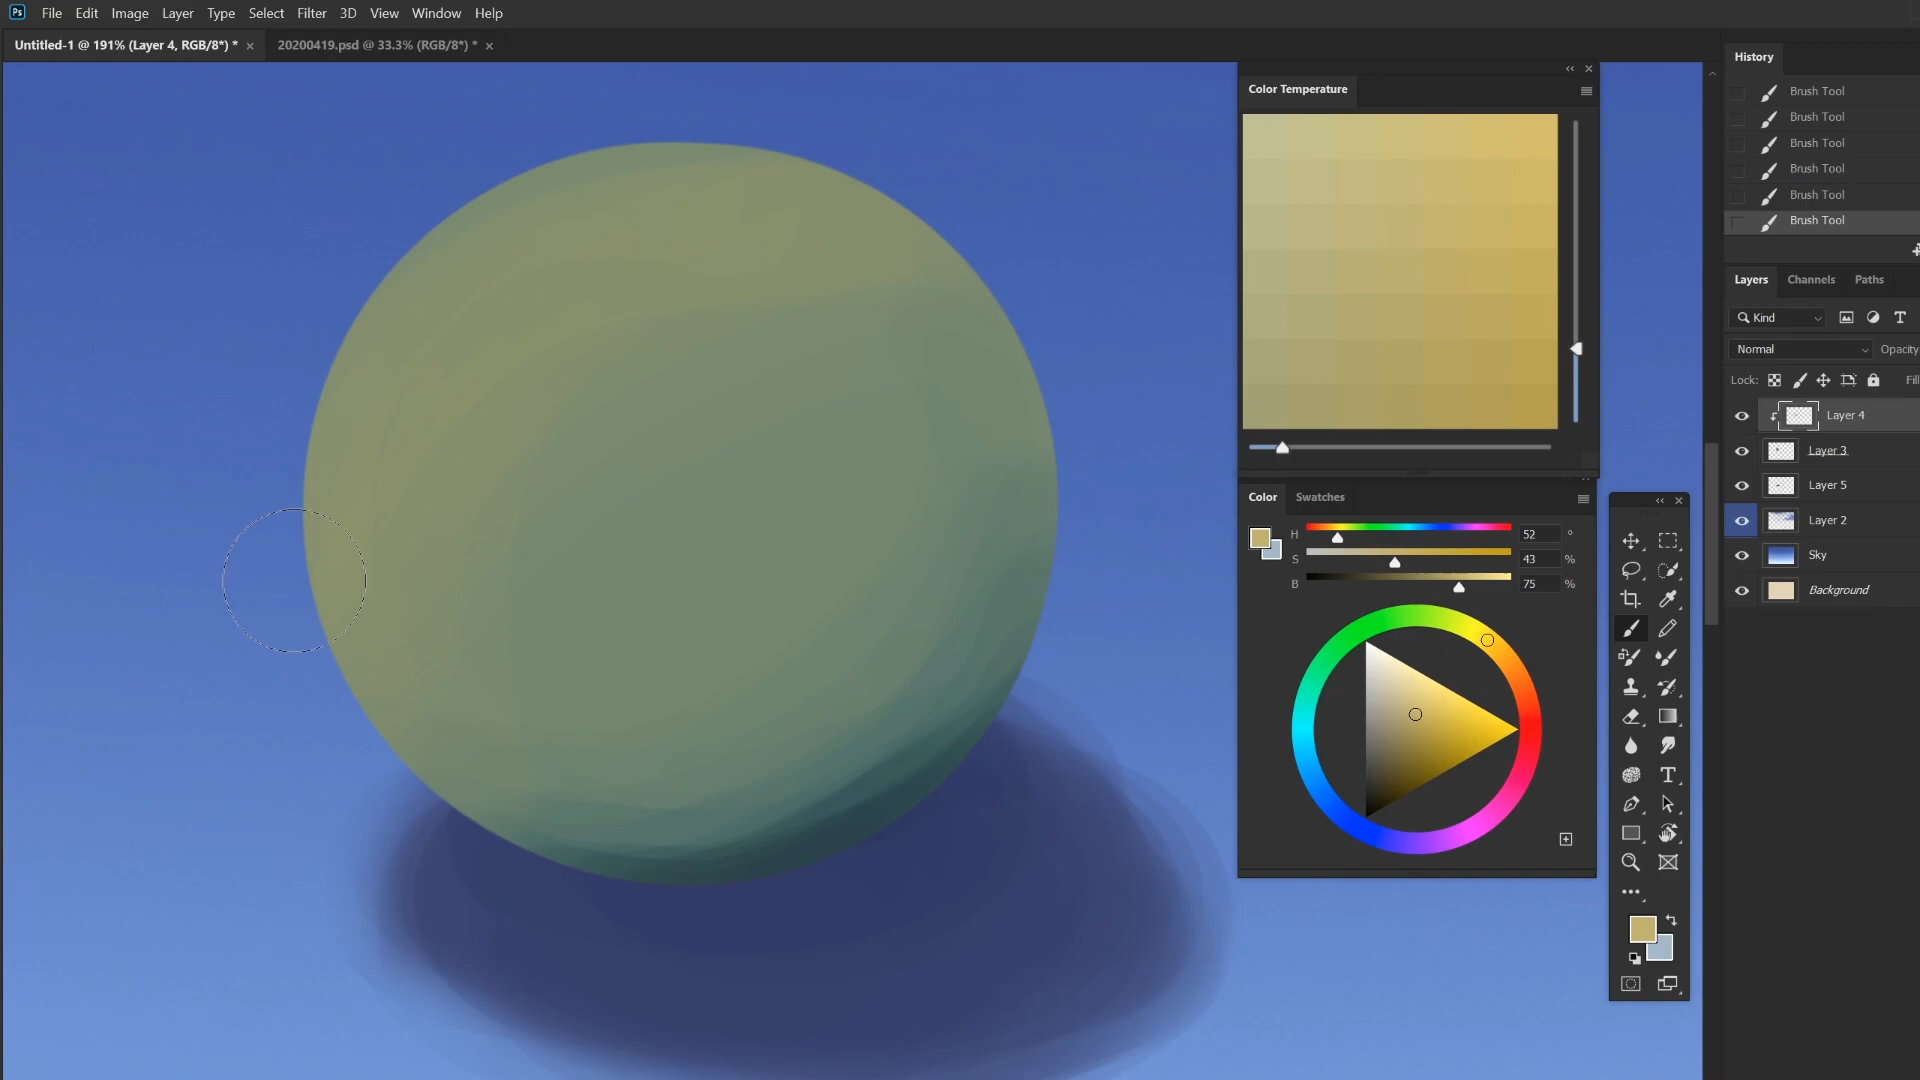 Ps File Edit Image Layer Type Select Filter 3D View Window Help
Untitled-1 @ 191% (Layer 4, RGB/8*) * × 20200419.psd @ 33.3% (RGB/8*) * ×
History
Brush Tool
Brush Tool
Brush Tool
Brush Tool
Brush Tool
Brush Tool
Color Temperature
Layers Channels Paths
Kind
Normal Opacity
Lock: Fill
Layer 4
Layer 3
Layer 5
Layer 2
Sky
Background
Color Swatches
H 52 °
S 43 %
B 75 %